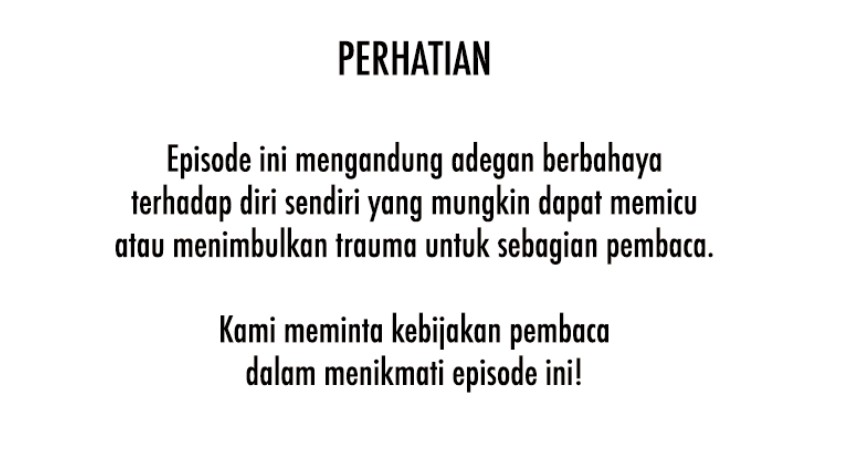 PERHATIAN
Episode ini mengandung adegan berbahaya
terhadap diri sendiri yang mungkin dapat memicu
atau menimbulkan trauma untuk sebagian pembaca.
Kami meminta kebijakan pembaca
dalam menikmati episode ini!